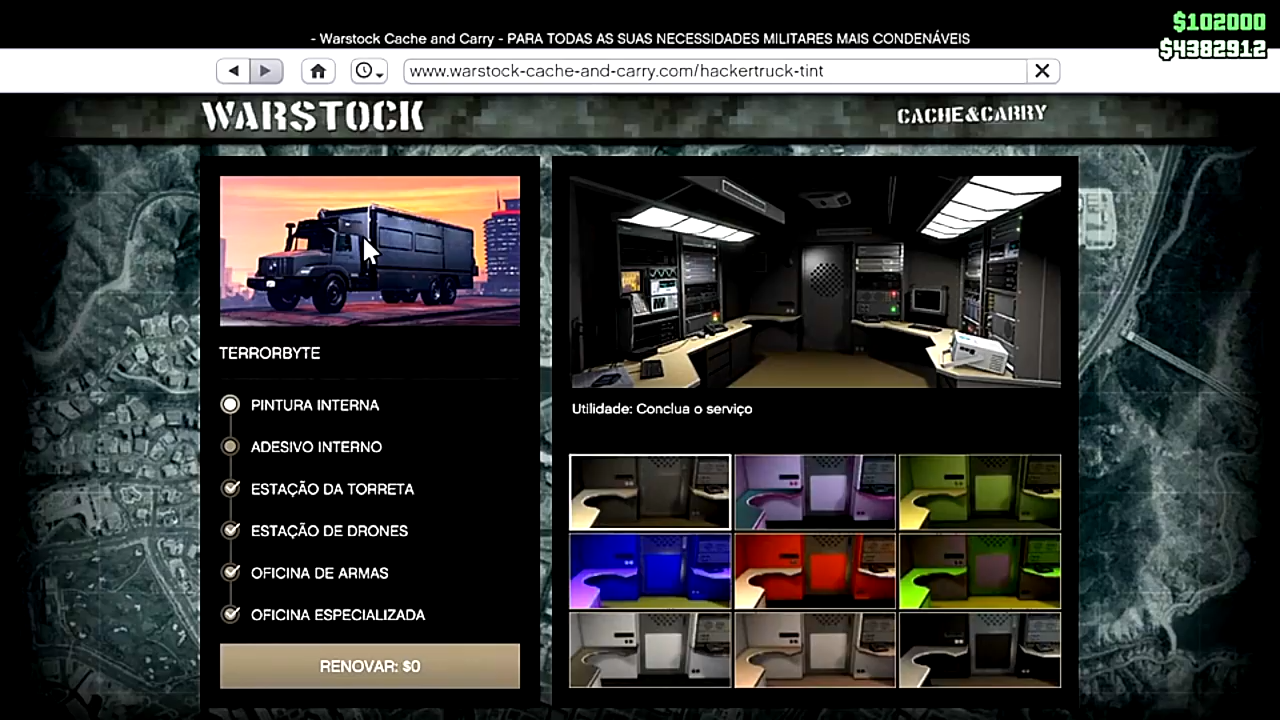 $102000
- Warstock Cache and Carry - PARA TODAS AS SUAS NECESSIDADES MILITARES MAIS CONDENÁVEIS
$4382912
www.warstock-cache-and-carry.com/hackertruck-tint
WARSTOCK
CACHE&CARRY
TERRORBYTE
PINTURA INTERNA
ADESIVO INTERNO
ESTAÇÃO DA TORRETA
ESTAÇÃO DE DRONES
OFICINA DE ARMAS
OFICINA ESPECIALIZADA
RENOVAR: $0
Utilidade: Conclua o serviço